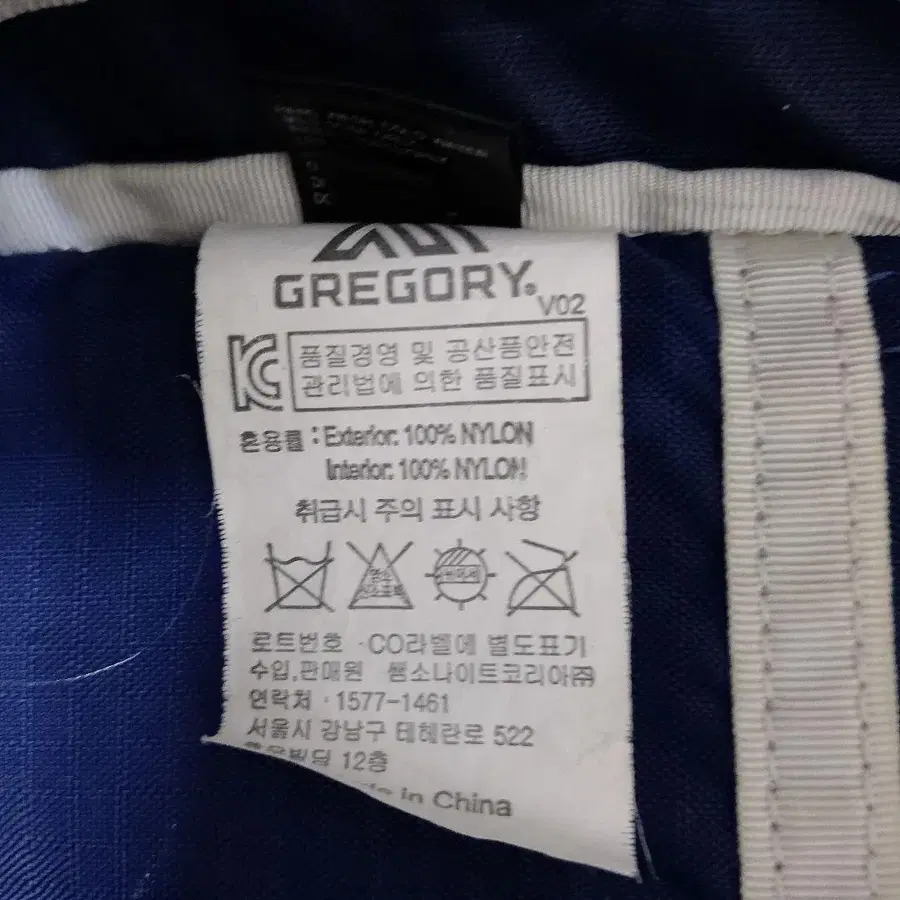 GREGORY.
V02
KC
품질경영 및 공산품안전
관리법에 의한 품질표시
혼용률 : Exterior: 100% NYLON
Interior: 100% NYLON
취급시 주의 표시 사항
로트번호 · CO라벨에 별도표기
수입,판매원 쌤소나이트코리아㈜
연락처 · 1577-1461
서울시 강남구 테헤란로 522
12층
in China